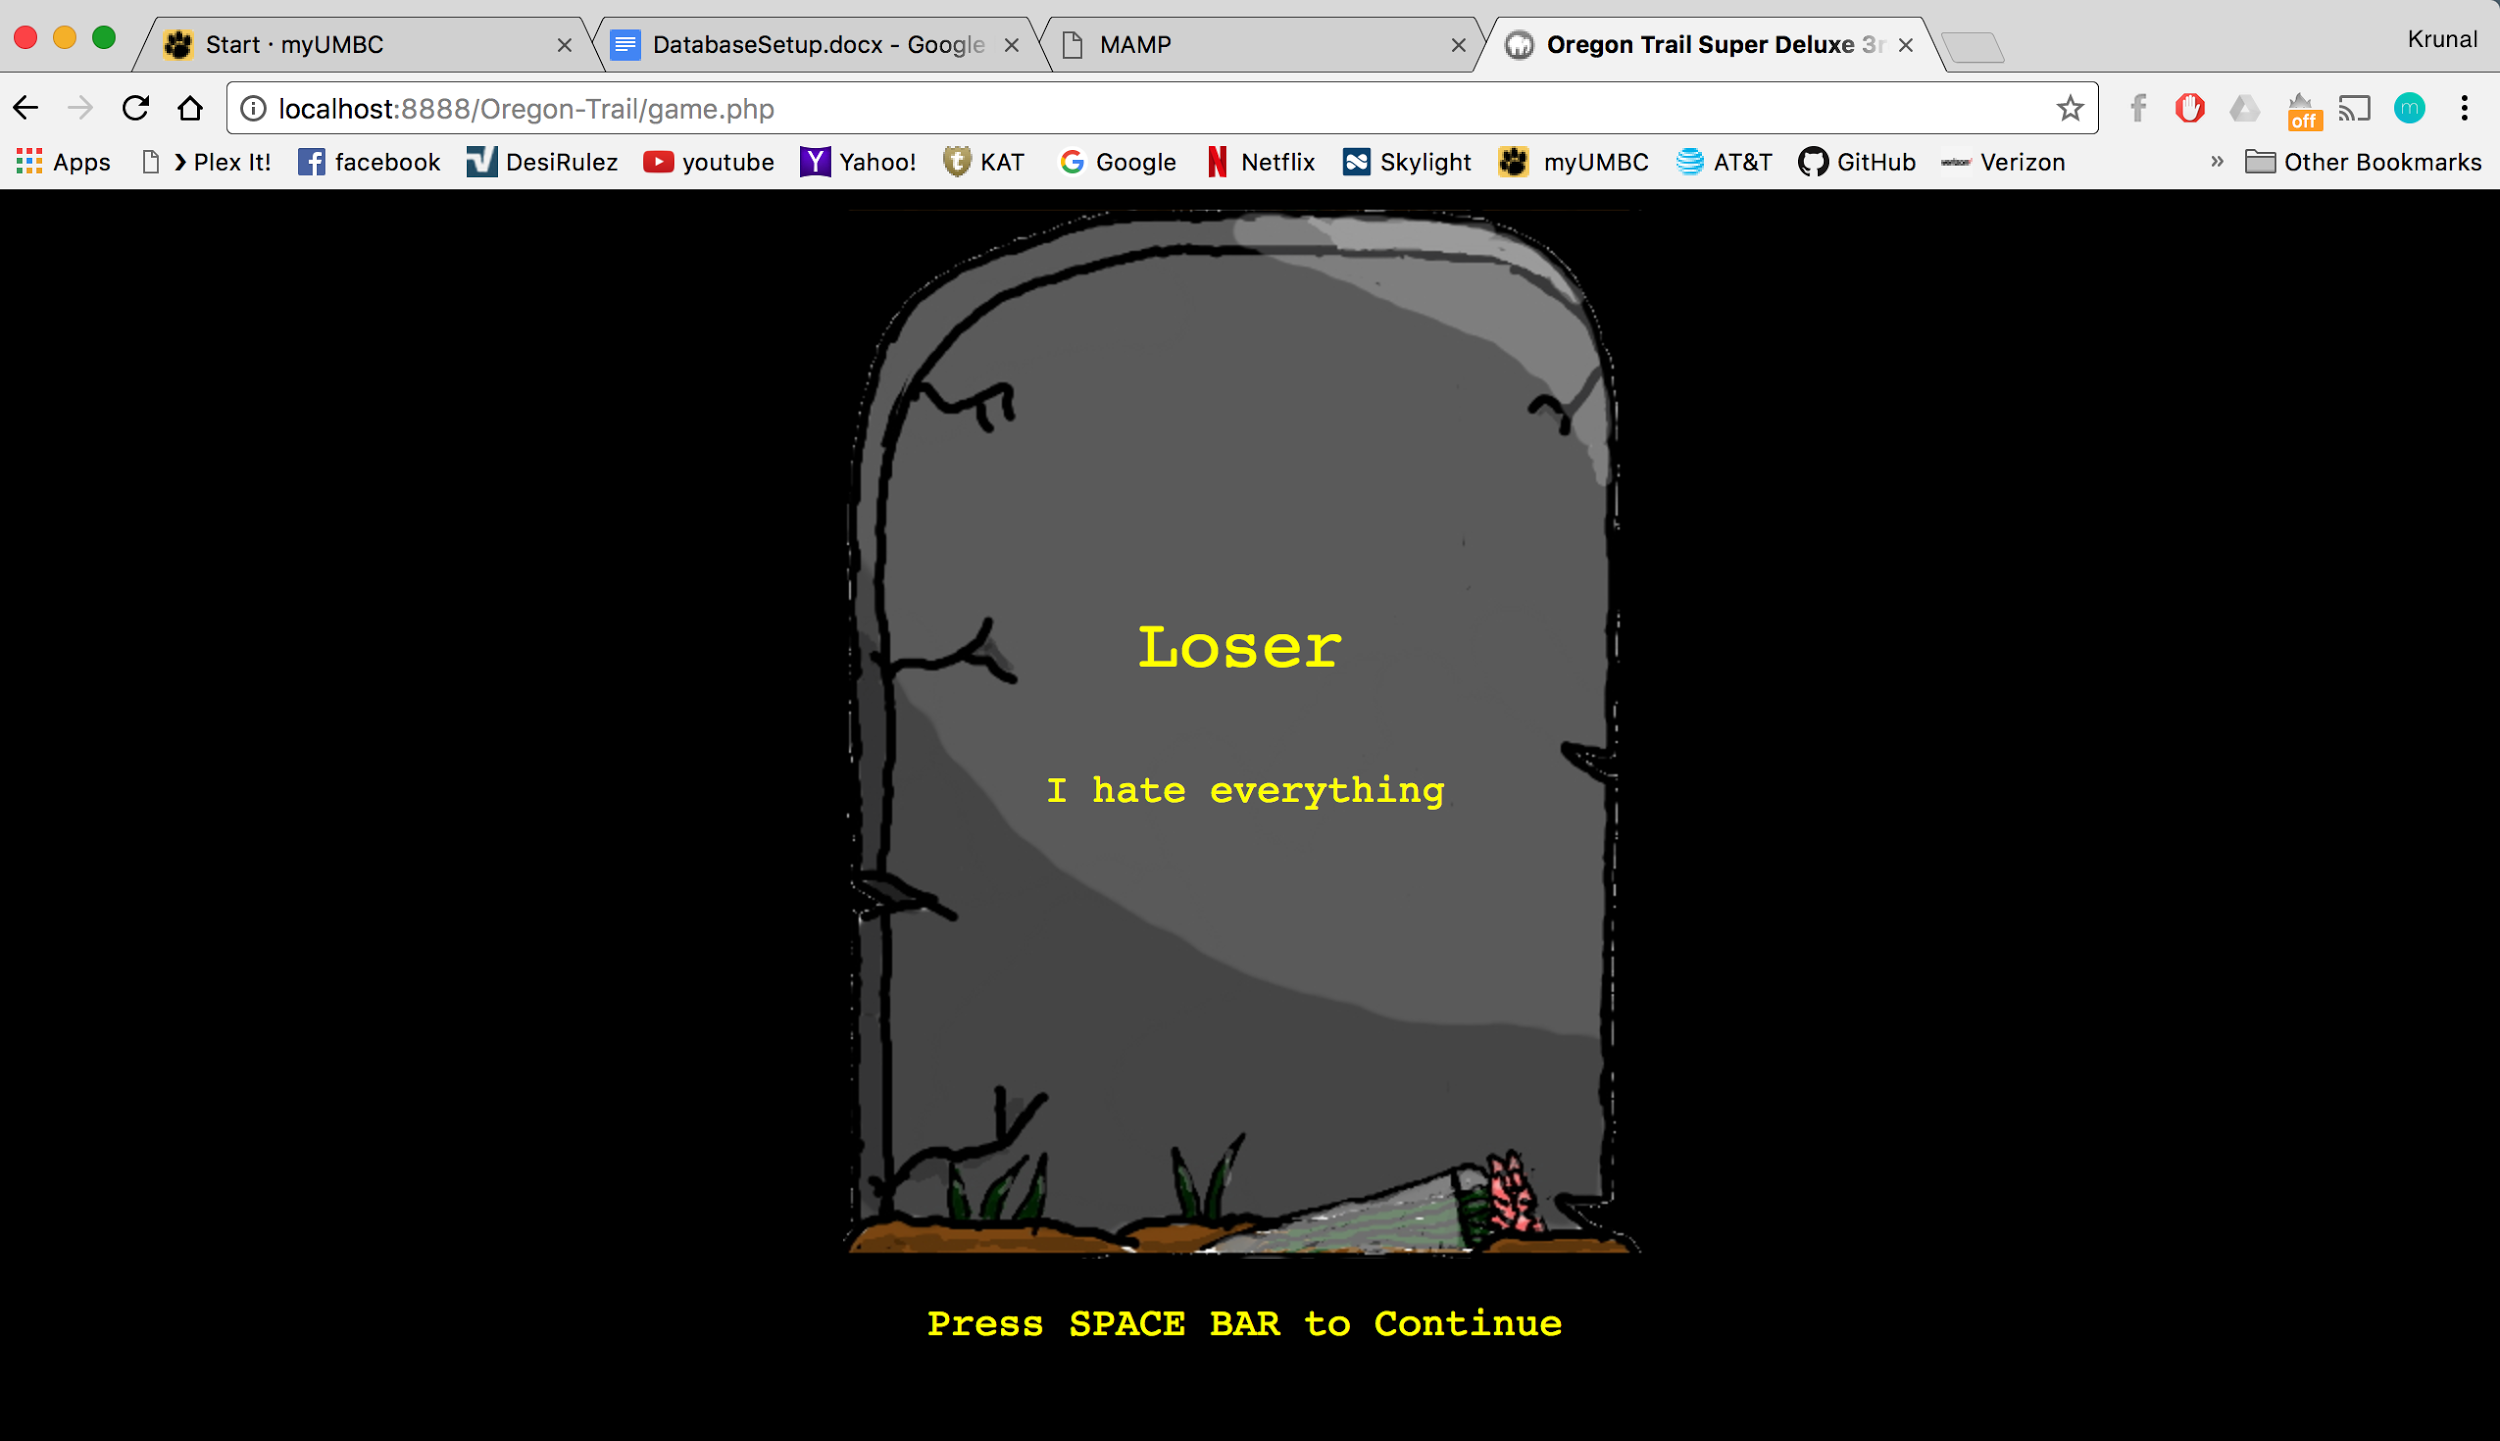 Start · myUMBC
DatabaseSetup.docx - Google
MAMP
Oregon Trail Super Deluxe 3r
Krunal
localhost:8888/Oregon-Trail/game.php
f
off
m
Apps
❯ Plex It!
facebook
DesiRulez
youtube
Yahoo!
KAT
Google
Netflix
Skylight
myUMBC
AT&T
GitHub
Verizon
» Other Bookmarks
Loser
I hate everything
Press SPACE BAR to Continue